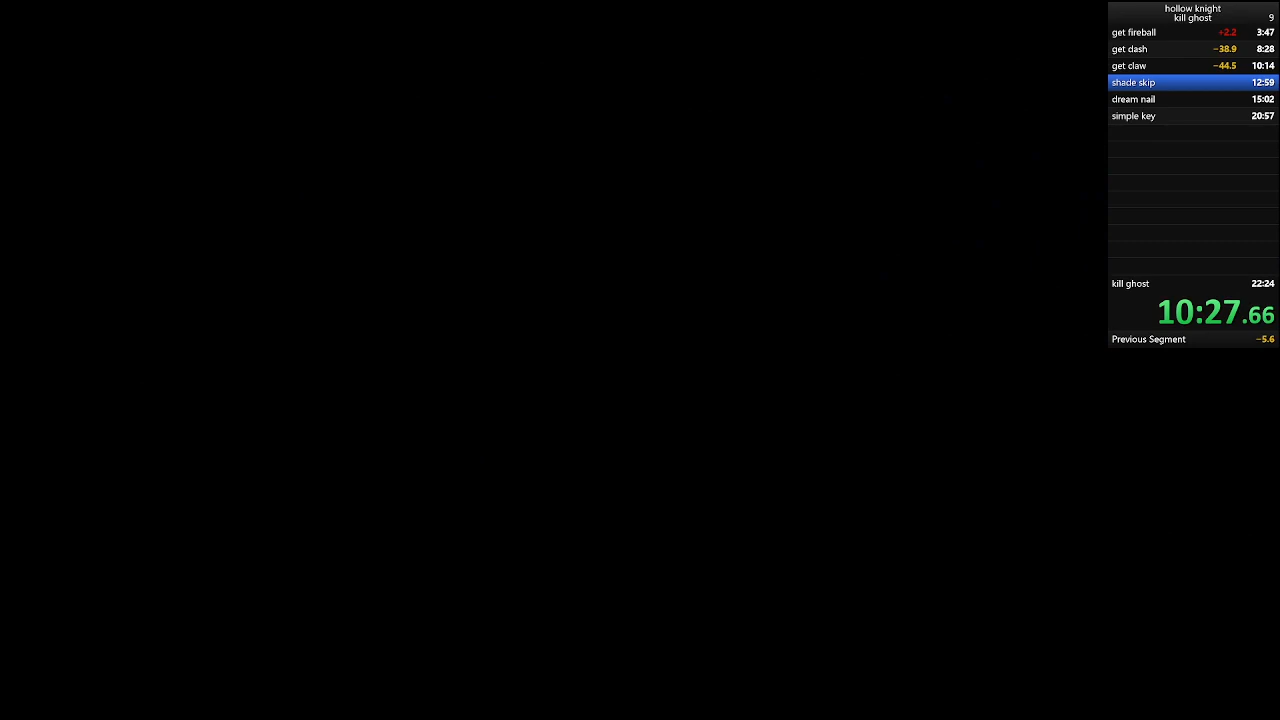 hollow knight
kill ghost 9
get fireball +2.2 3:47
get dash −38.9 8:28
get claw −44.5 10:14
shade skip 12:59
dream nail 15:02
simple key 20:57
kill ghost 22:24
10:27.66
Previous Segment −5.6